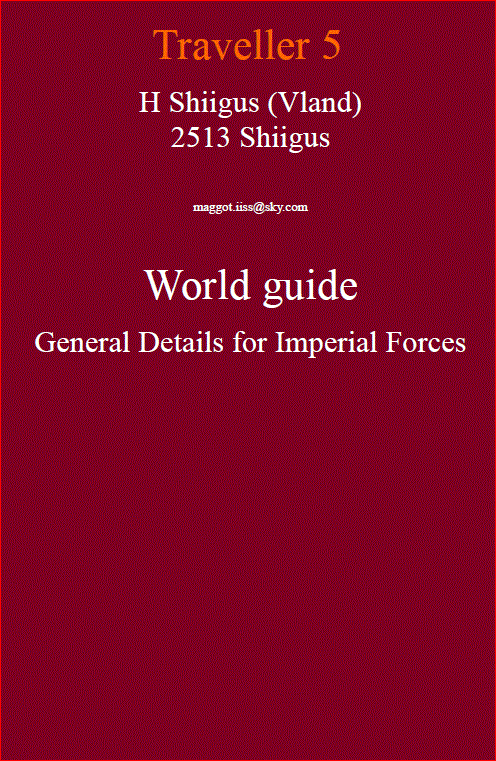 Traveller 5
H Shiigus (Vland)
2513 Shiigus
maggot.iiss@sky.com
World guide
General Details for Imperial Forces